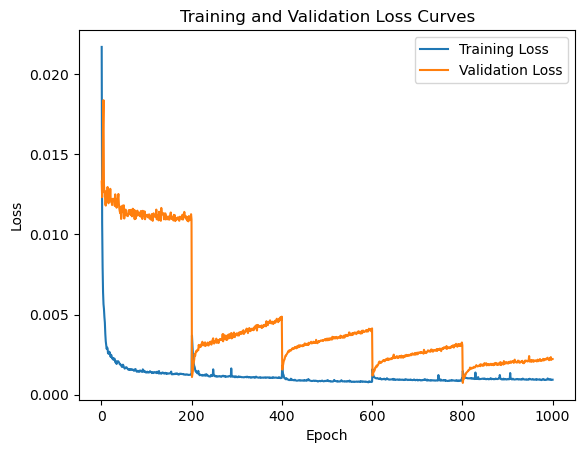 Training and Validation Loss Curves
Training Loss
Validation Loss
0.020
0.015
0.010
0.005
0.000
Loss
0 200 400 600 800 1000
Epoch